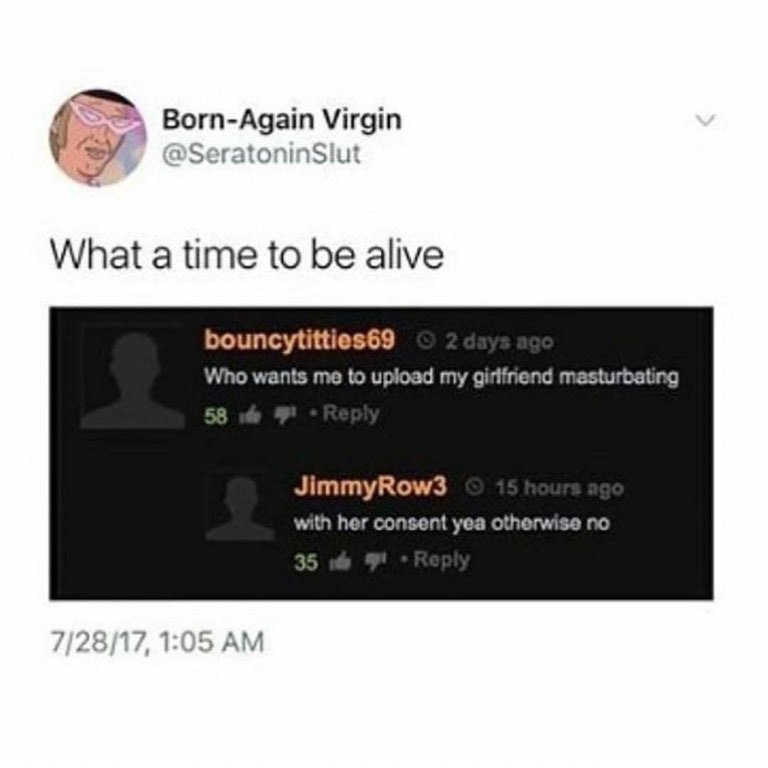 Born-Again Virgin
@SeratoninSlut
What a time to be alive
bouncytitties69 2 days ago
Who wants me to upload my girlfriend masturbating
58 • Reply
JimmyRow3 15 hours ago
with her consent yea otherwise no
35 • Reply
7/28/17, 1:05 AM